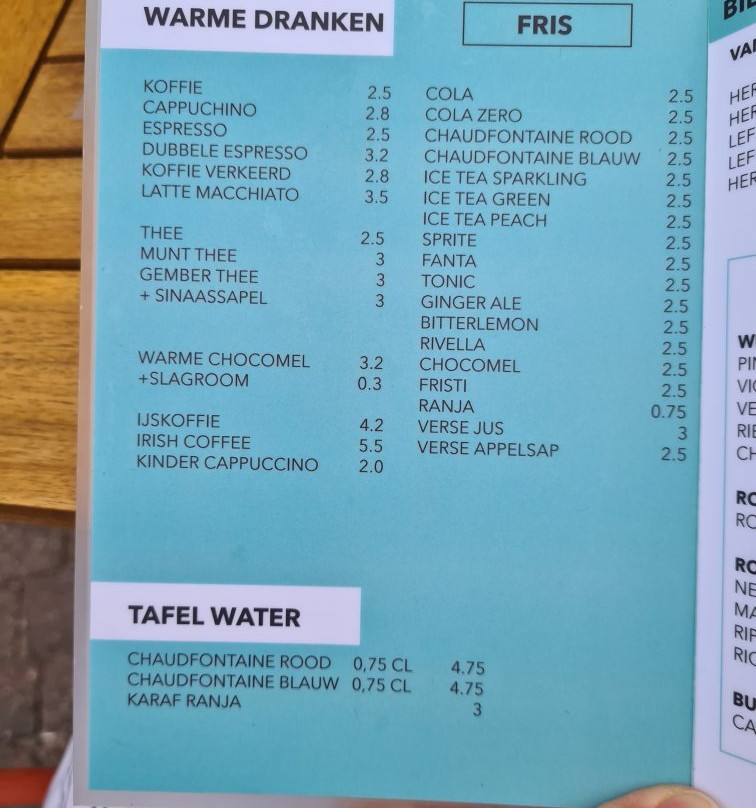 WARME DRANKEN
KOFFIE 2.5
CAPPUCHINO 2.8
ESPRESSO 2.5
DUBBELE ESPRESSO 3.2
KOFFIE VERKEERD 2.8
LATTE MACCHIATO 3.5
THEE 2.5
MUNT THEE 3
GEMBER THEE 3
+ SINAASSAPEL 3
WARME CHOCOMEL 3.2
+SLAGROOM 0.3
IJSKOFFIE 4.2
IRISH COFFEE 5.5
KINDER CAPPUCCINO 2.0
FRIS
COLA 2.5
COLA ZERO 2.5
CHAUDFONTAINE ROOD 2.5
CHAUDFONTAINE BLAUW 2.5
ICE TEA SPARKLING 2.5
ICE TEA GREEN 2.5
ICE TEA PEACH 2.5
SPRITE 2.5
FANTA 2.5
TONIC 2.5
GINGER ALE 2.5
BITTERLEMON 2.5
RIVELLA 2.5
CHOCOMEL 2.5
FRISTI 2.5
RANJA 0.75
VERSE JUS 3
VERSE APPELSAP 2.5
TAFEL WATER
CHAUDFONTAINE ROOD 0,75 CL 4.75
CHAUDFONTAINE BLAUW 0,75 CL 4.75
KARAF RANJA 3